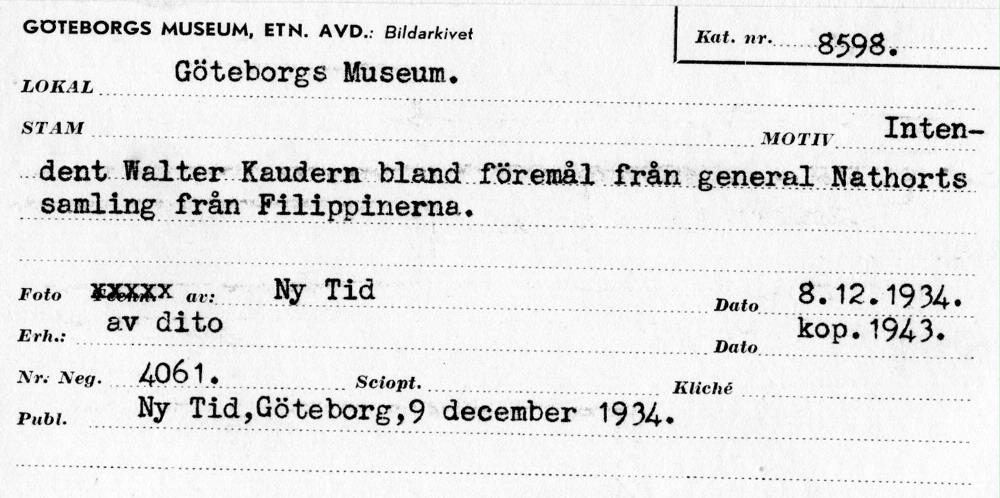 GÖTEBORGS MUSEUM, ETN. AVD.: Bildarkivet
Kat. nr. 8598.
LOKAL Göteborgs Museum.
STAM MOTIV Inten-
dent Walter Kaudern bland föremål från general Nathorts
samling från Filippinerna.
Foto xxxxx av: Ny Tid Dato 8.12.1934.
Erh.: av dito Dato kop.1943.
Nr. Neg. 4061. Sciopt. Kliché
Publ. Ny Tid,Göteborg,9 december 1934.